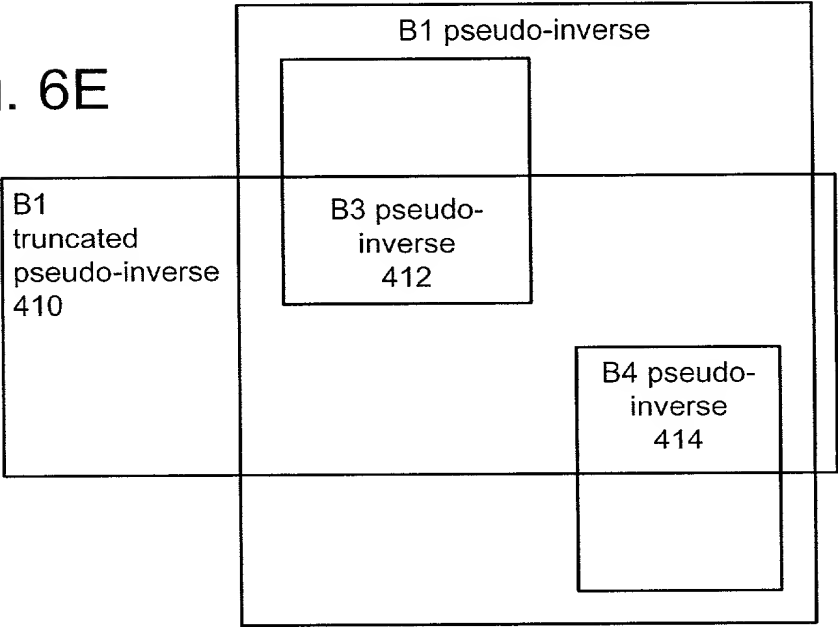 B1 pseudo-inverse
. 6E
B1
truncated
pseudo-inverse
410
B3 pseudo-
inverse
412
B4 pseudo-
inverse
414